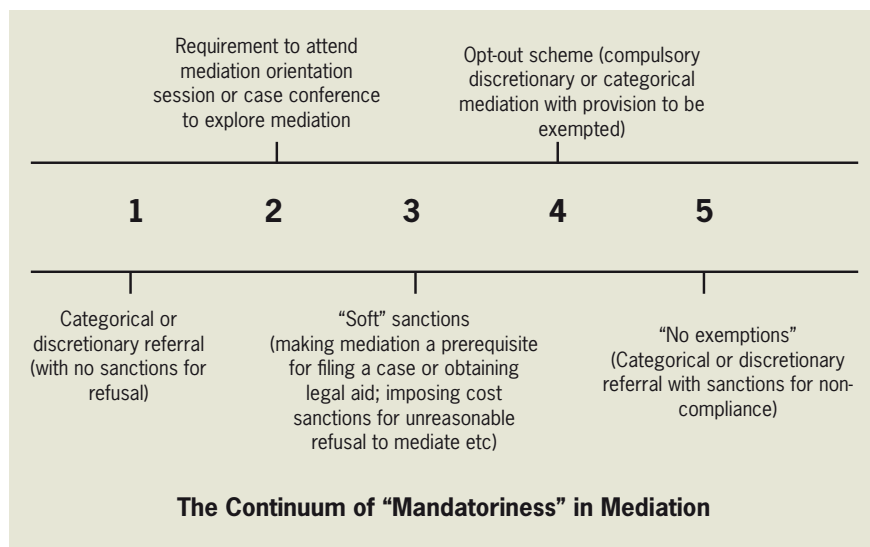 Requirement to attend
mediation orientation
session or case conference
to explore mediation
Opt-out scheme (compulsory
discretionary or categorical
mediation with provision to be
exempted)
1 2 3 4 5
Categorical or
discretionary referral
(with no sanctions for
refusal)
“Soft” sanctions
(making mediation a prerequisite
for filing a case or obtaining
legal aid; imposing cost
sanctions for unreasonable
refusal to mediate etc)
“No exemptions”
(Categorical or discretionary
referral with sanctions for non-
compliance)
The Continuum of “Mandatoriness” in Mediation